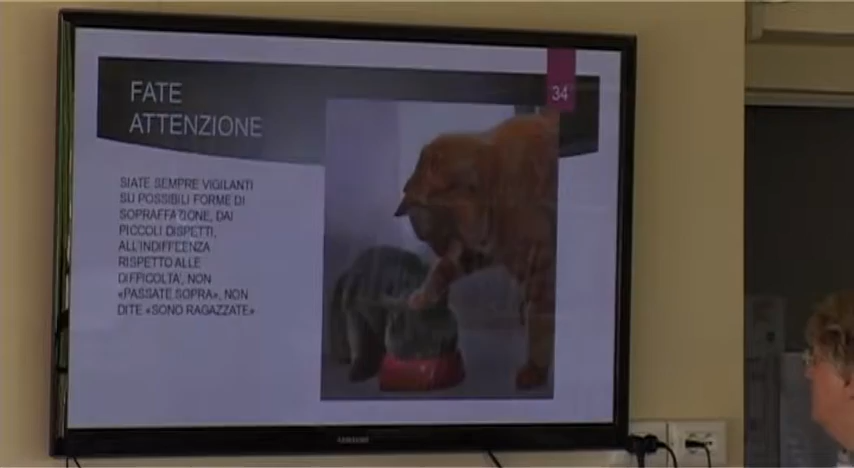 FATE
ATTENZIONE
34
SIATE SEMPRE VIGILANTI
SU POSSIBILI FORME DI
SOPRAFFAZIONE, DAI
PICCOLI DISPETTI,
ALL'INDIFFEENZA
RISPETTO ALLE
DIFFICOLTA', NON
«PASSATE SOPRA», NON
DITE «SONO RAGAZZATE»
SAMSUNG